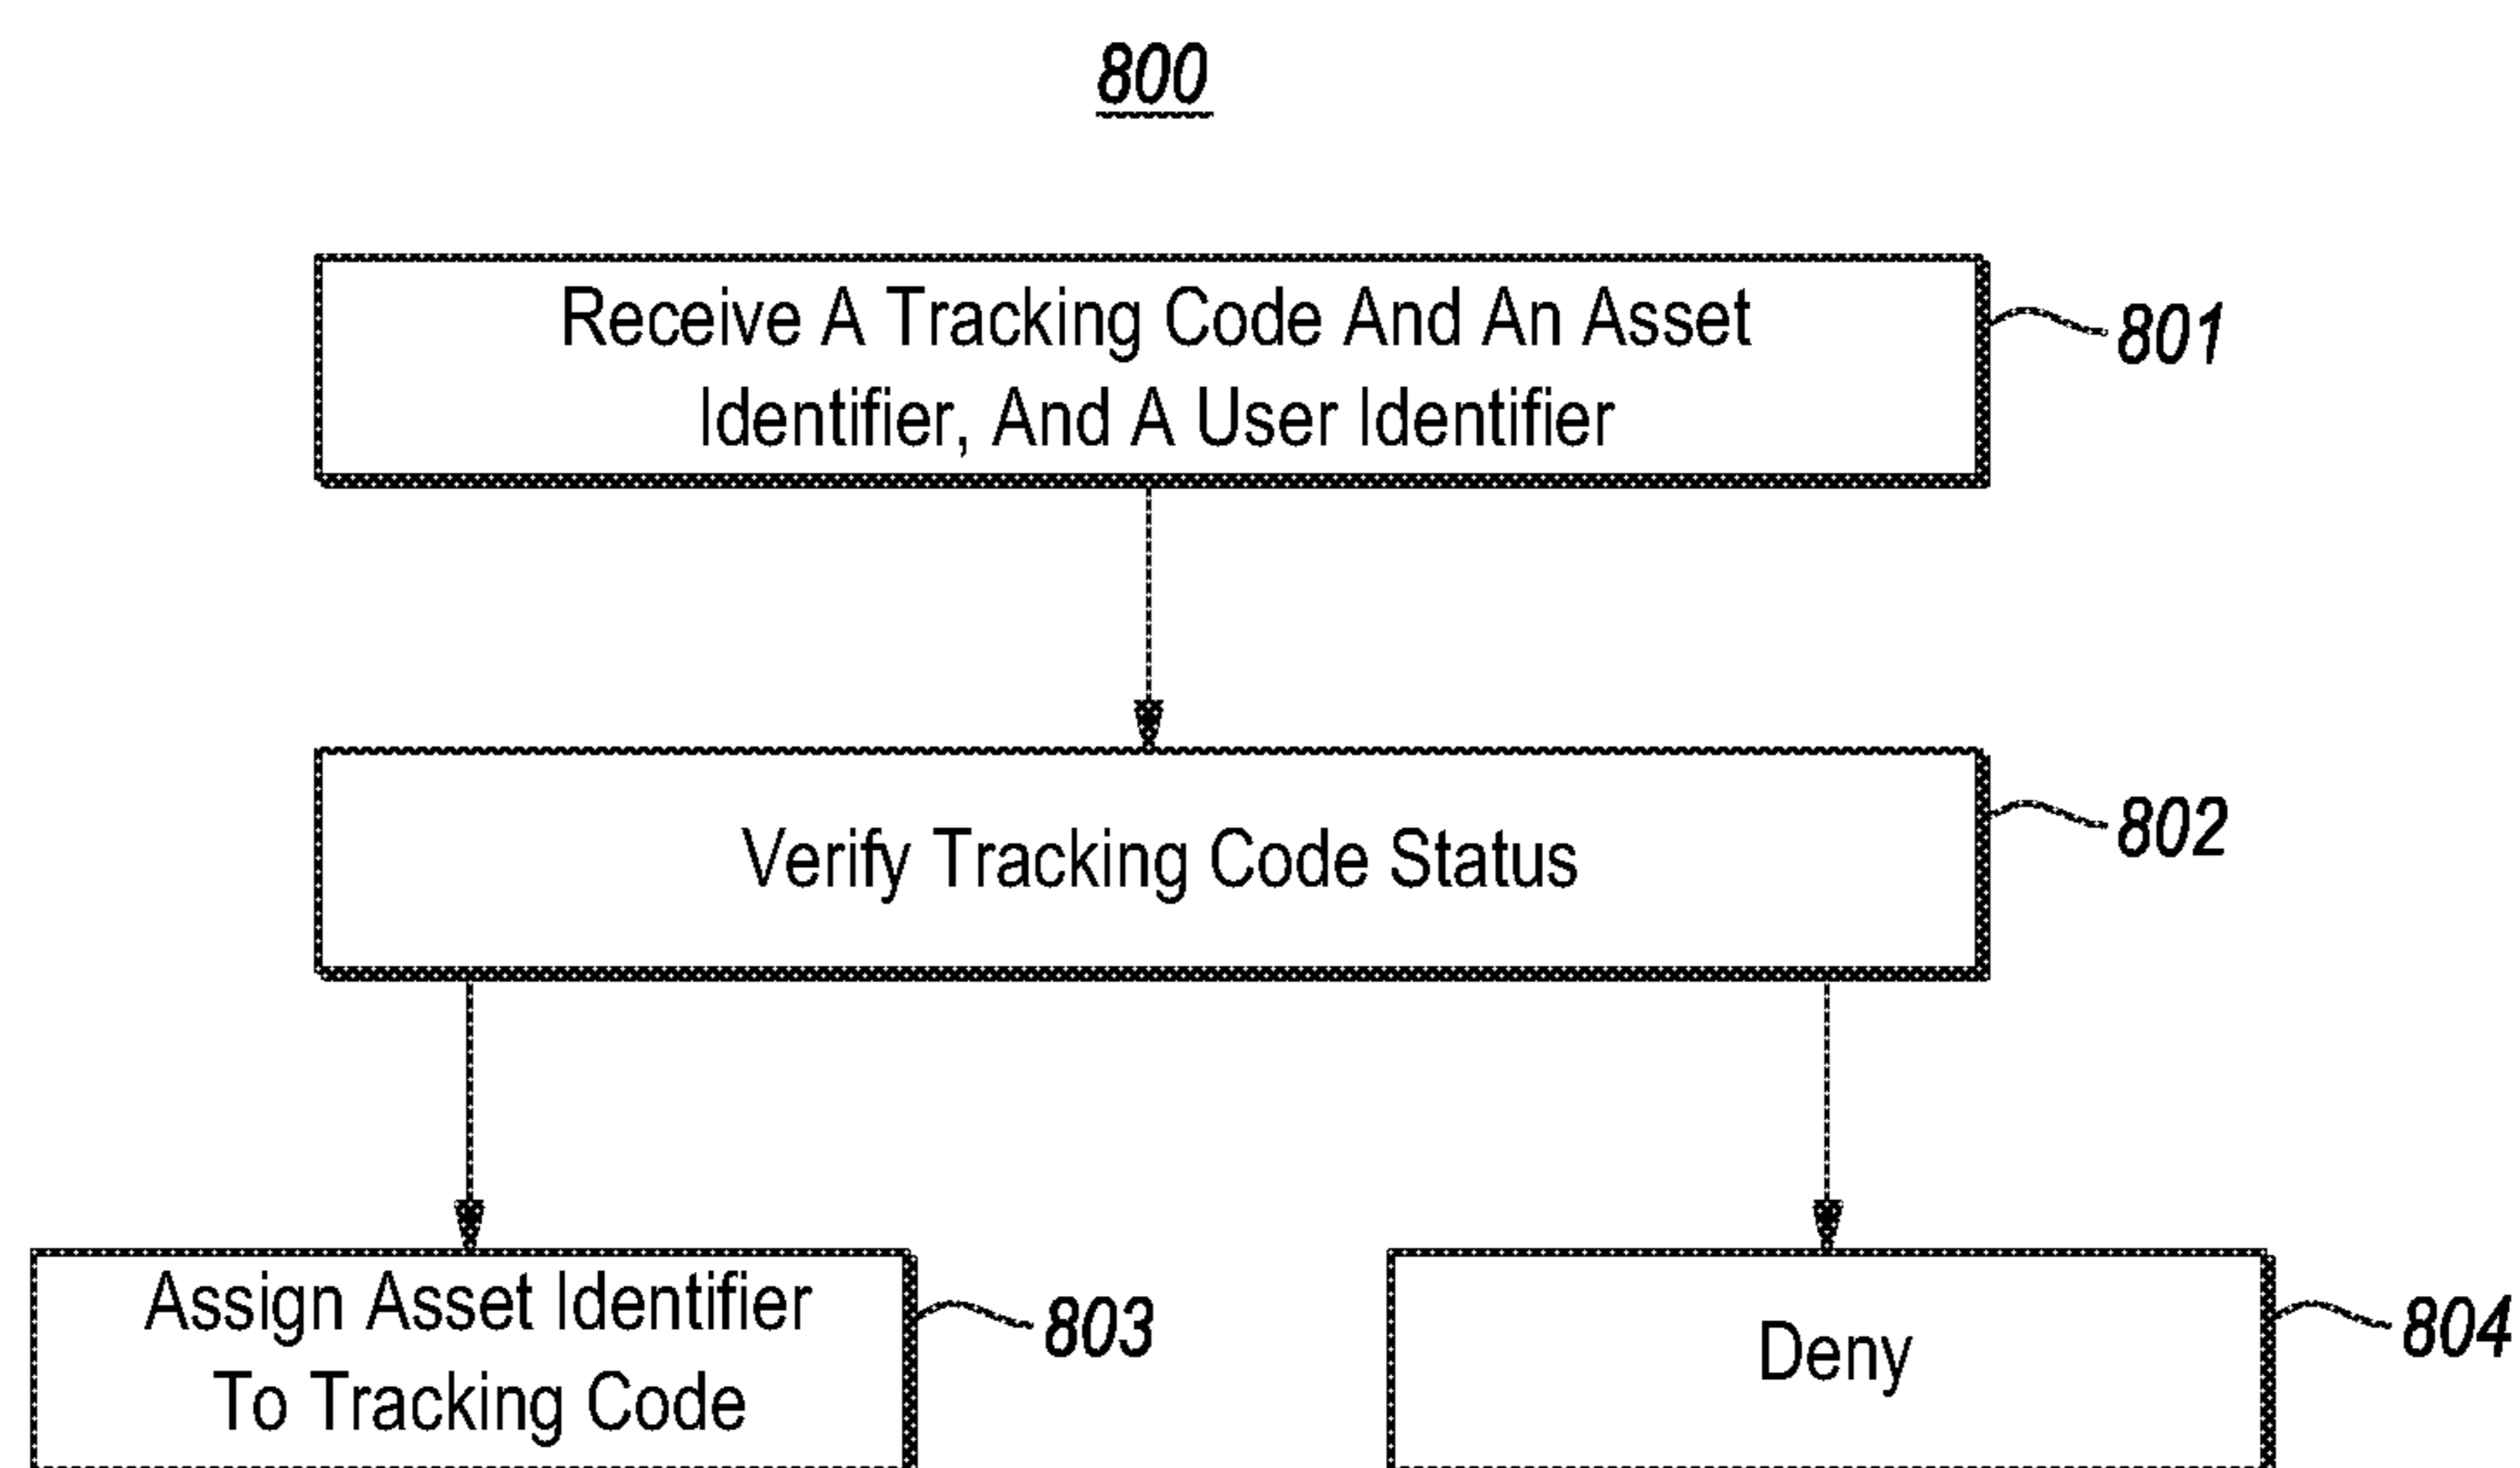 800
Receive A Tracking Code And An Asset
Identifier, And A User Identifier
801
Verify Tracking Code Status
802
Assign Asset Identifier
To Tracking Code
803
Deny
804